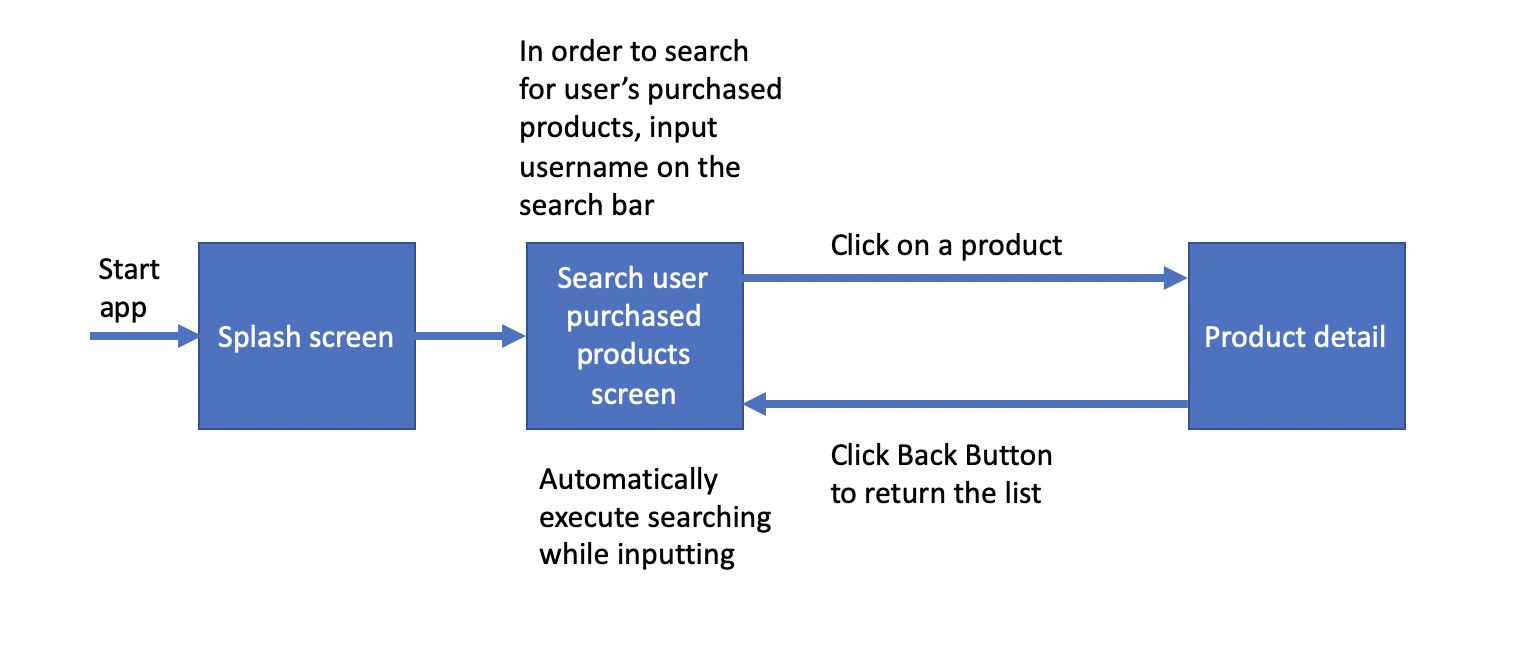 In order to search
for user’s purchased
products, input
username on the
search bar
Start
app
Splash screen
Search user
purchased
products
screen
Click on a product
Product detail
Click Back Button
to return the list
Automatically
execute searching
while inputting